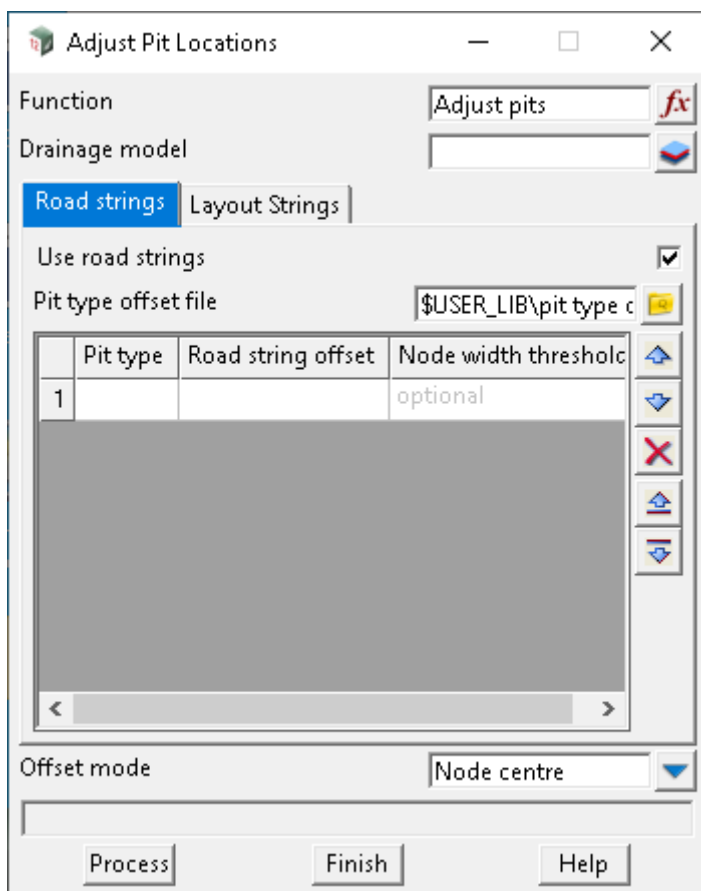 Adjust Pit Locations
Function Adjust pits fx
Drainage model
Road strings Layout Strings
Use road strings
Pit type offset file $USER_LIB\pit type
Pit type Road string offset Node width threshold
1 optional
Offset mode Node centre
Process Finish Help